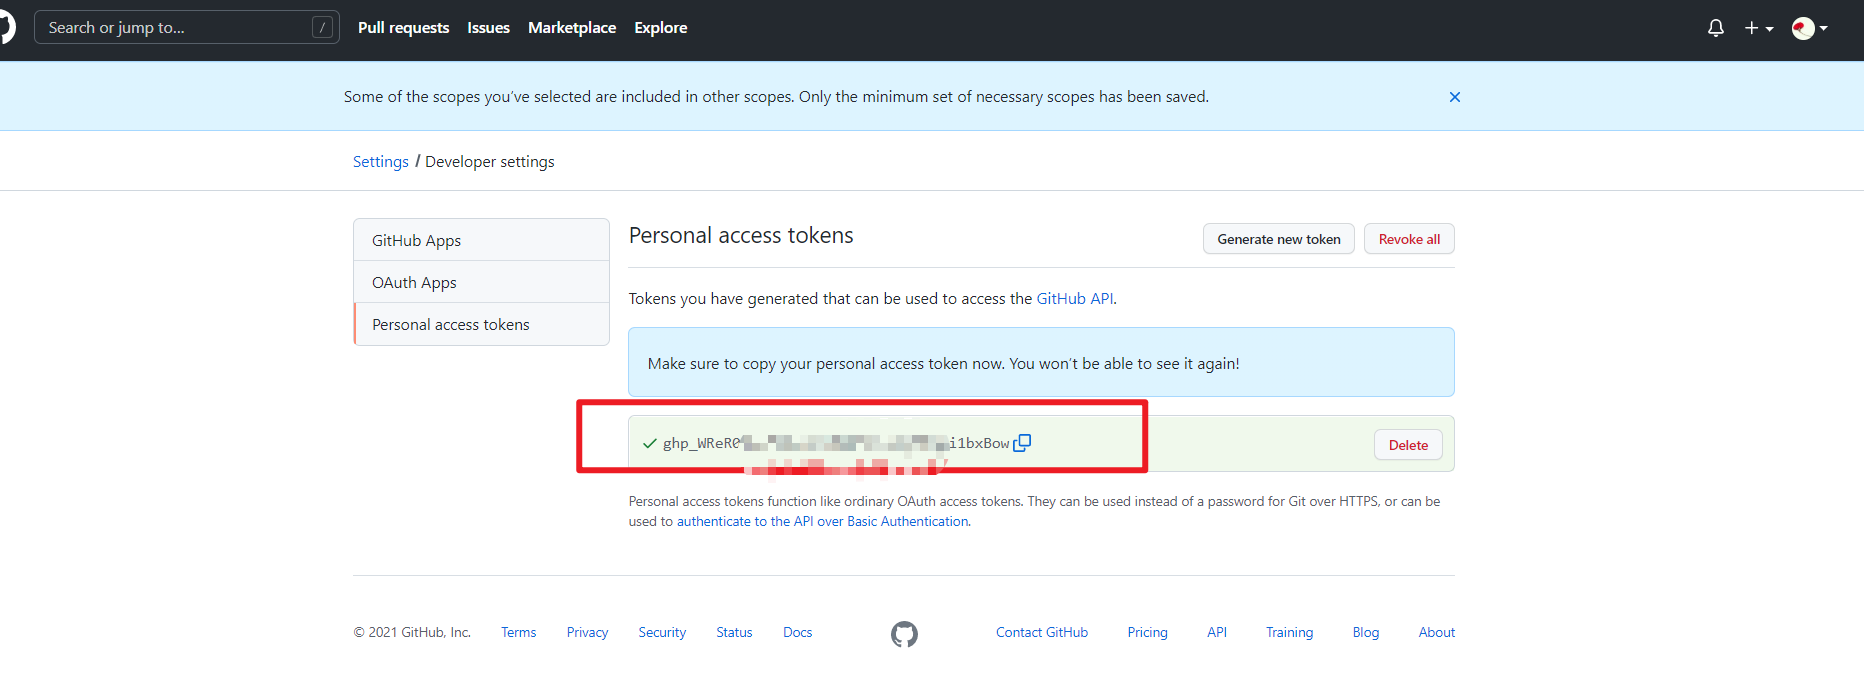 Search or jump to... /
Pull requests Issues Marketplace Explore
Some of the scopes you've selected are included in other scopes. Only the minimum set of necessary scopes has been saved.
Settings / Developer settings
GitHub Apps
OAuth Apps
Personal access tokens
Personal access tokens
Generate new token
Revoke all
Tokens you have generated that can be used to access the GitHub API.
Make sure to copy your personal access token now. You won't be able to see it again!
Delete
Personal access tokens function like ordinary OAuth access tokens. They can be used instead of a password for Git over HTTPS, or can be
used to authenticate to the API over Basic Authentication.
© 2021 GitHub, Inc. Terms Privacy Security Status Docs Contact GitHub Pricing API Training Blog About